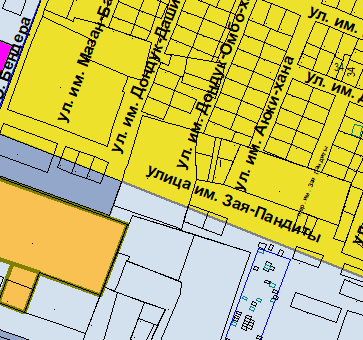 Бендера
ул. им. Мазан-Ба
ул. им. Дондук-Даши
ул. им. Дондук-Омбо-х
ул. им. Аюки-хана
ул. им.
ул. им. Д
улица им. Зая-Пандиты
ул